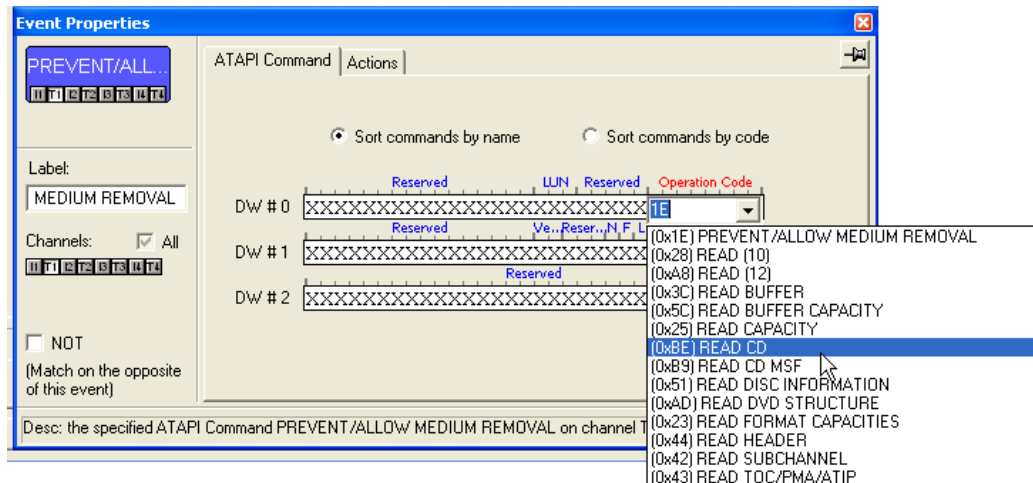 Event Properties
PREVENT/ALL...
I1 T1 I2 T2 I3 T3 I4 T4
ATAPI Command
Actions
Sort commands by name
Sort commands by code
Label:
MEDIUM REMOVAL
Channels:
All
I1 T1 I2 T2 I3 T3 I4 T4
NOT
(Match on the opposite
of this event)
Reserved LUN Reserved Operation Code
DW # 0 XXXXXXXXXXXXXXXXXXXXXXXX 1E
Reserved Ve... Reser... N F L
DW # 1 XXXXXXXXXXXXXXXXXXXXXXXX
Reserved
DW # 2 XXXXXXXXXXXXXXXXXXXXXXXX
(0x1E) PREVENT/ALLOW MEDIUM REMOVAL
(0x28) READ (10)
(0xA8) READ (12)
(0x3C) READ BUFFER
(0x5C) READ BUFFER CAPACITY
(0x25) READ CAPACITY
(0xBE) READ CD
(0xB9) READ CD MSF
(0x51) READ DISC INFORMATION
(0xAD) READ DVD STRUCTURE
(0x23) READ FORMAT CAPACITIES
(0x44) READ HEADER
(0x42) READ SUBCHANNEL
(0x43) READ TOC/PMA/ATIP
Desc: the specified ATAPI Command PREVENT/ALLOW MEDIUM REMOVAL on channel T